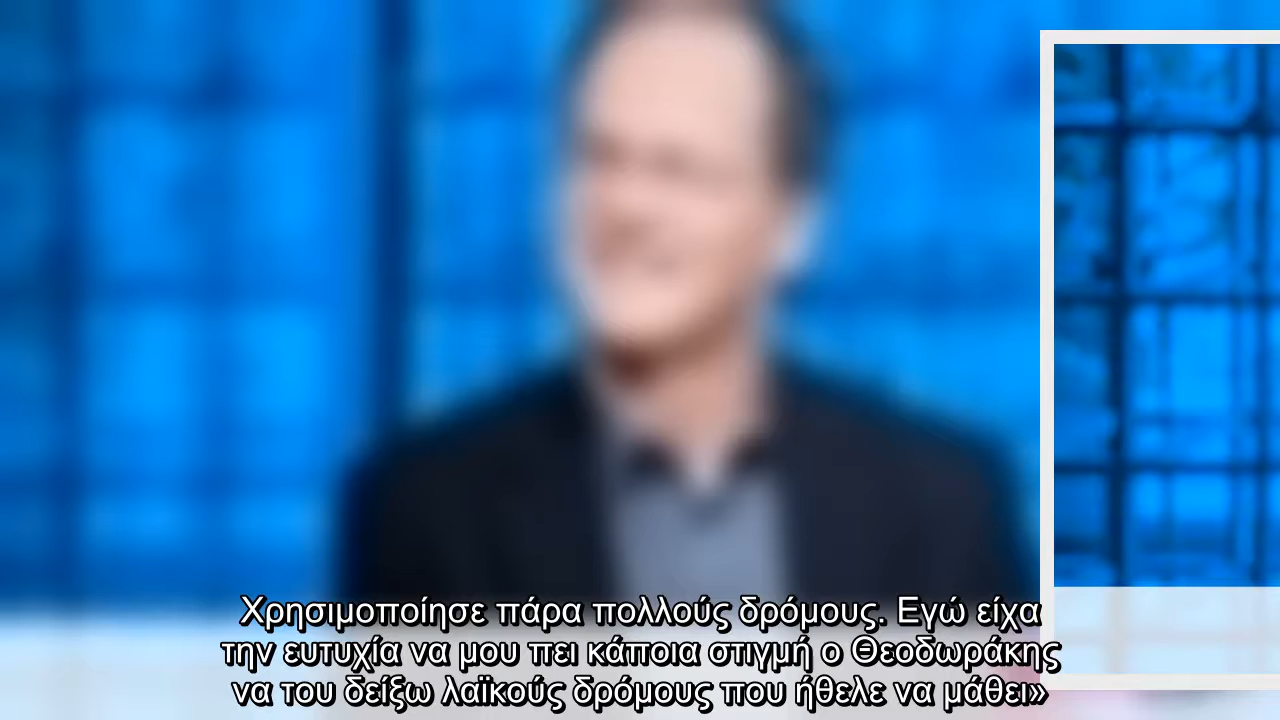 Χρησιμοποίησε πάρα πολλούς δρόμους. Εγώ είχα
την ευτυχία να μου πει κάποια στιγμή ο Θεοδωράκης
να του δείξω λαϊκούς δρόμους που ήθελε να μάθει»